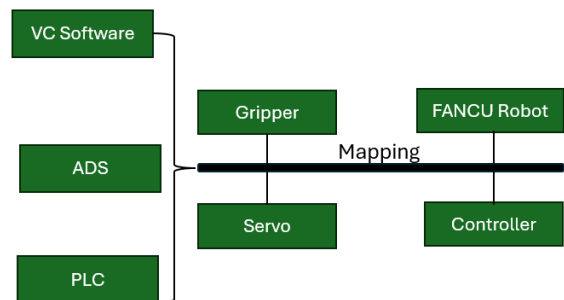 VC Software
Gripper
FANCU Robot
Mapping
ADS
Servo
Controller
PLC